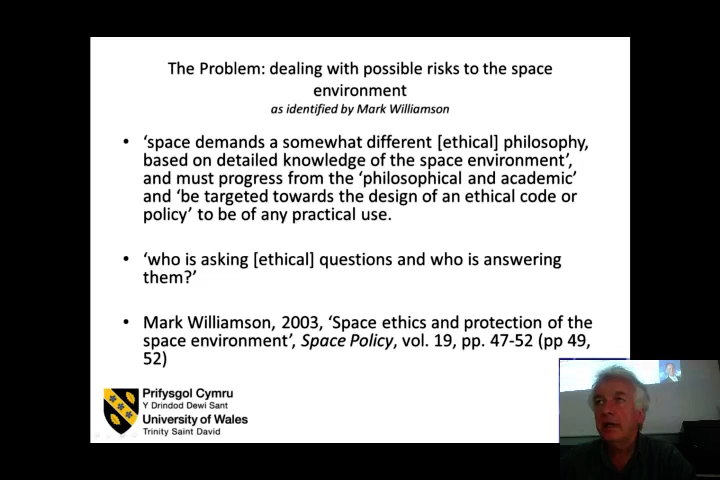 The Problem: dealing with possible risks to the space
environment
as identified by Mark Williamson
• ‘space demands a somewhat different [ethical] philosophy,
based on detailed knowledge of the space environment’,
and must progress from the ‘philosophical and academic’
and ‘be targeted towards the design of an ethical code or
policy’ to be of any practical use.
• ‘who is asking [ethical] questions and who is answering
them?’
• Mark Williamson, 2003, ‘Space ethics and protection of the
space environment’, Space Policy, vol. 19, pp. 47-52 (pp 49,
52)
Prifysgol Cymru
Y Drindod Dewi Sant
University of Wales
Trinity Saint David